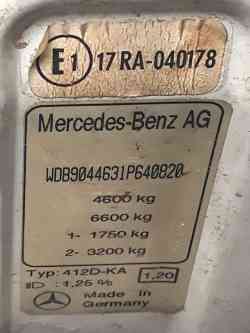 E1 17 RA-040178
Mercedes-Benz AG
WDB9044631P640820
4600 kg
6600 kg
1- 1750 kg
2- 3200 kg
Typ: 412D-KA 1,20
: 1,25 %
Made in
Germany